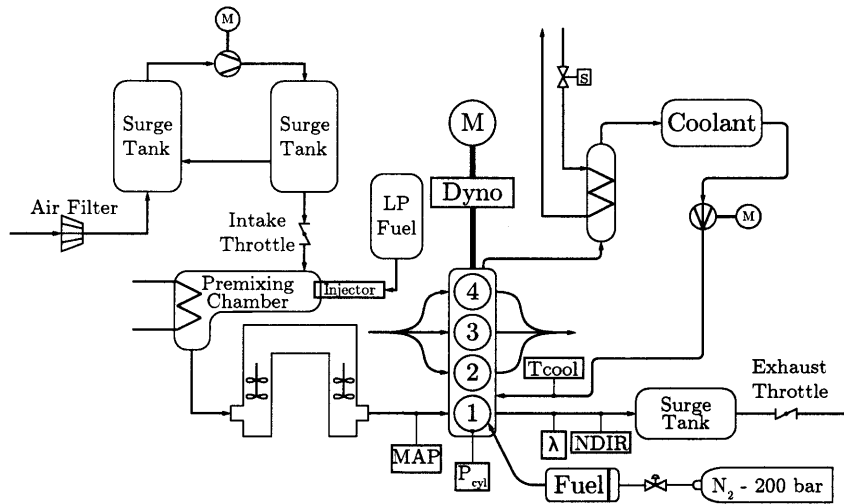 M
Surge
Tank
Surge
Tank
Air Filter
Intake
Throttle
LP
Fuel
Premixing
Chamber
Injector
M
Dyno
S
Coolant
M
4
3
2
1
Tcool
MAP
P cyl
λ
NDIR
Surge
Tank
Exhaust
Throttle
Fuel
N₂ - 200 bar